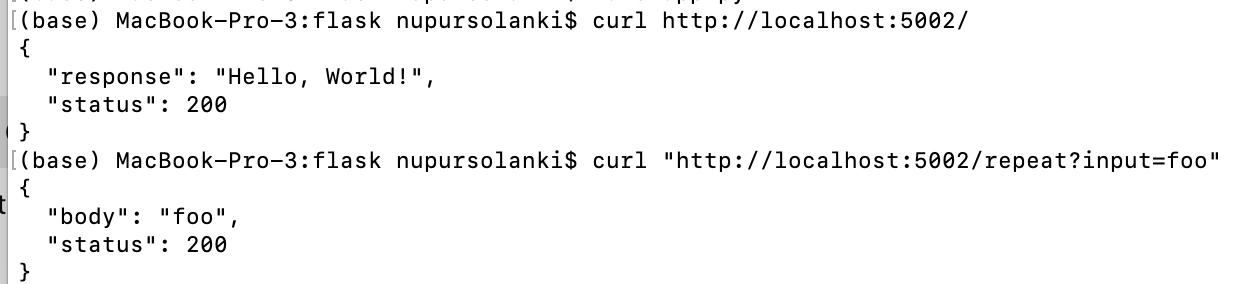 [(base) MacBook-Pro-3:flask nupursolanki$ curl http://localhost:5002/
{
  "response": "Hello, World!",
  "status": 200
}
[(base) MacBook-Pro-3:flask nupursolanki$ curl "http://localhost:5002/repeat?input=foo"
{
  "body": "foo",
  "status": 200
}